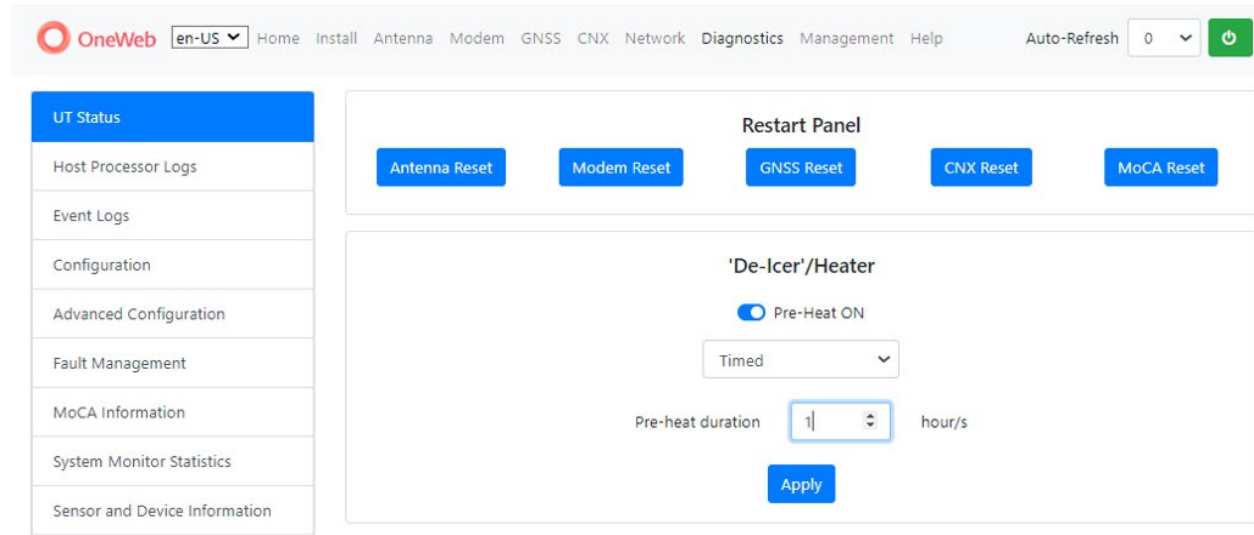 OneWeb en-US Home Install Antenna Modem GNSS CNX Network Diagnostics Management Help Auto-Refresh 0
UT Status
Host Processor Logs
Event Logs
Configuration
Advanced Configuration
Fault Management
MoCA Information
System Monitor Statistics
Sensor and Device Information
Restart Panel
Antenna Reset Modem Reset GNSS Reset CNX Reset MoCA Reset
'De-Icer'/Heater
Pre-Heat ON
Timed
Pre-heat duration 1 hour/s
Apply